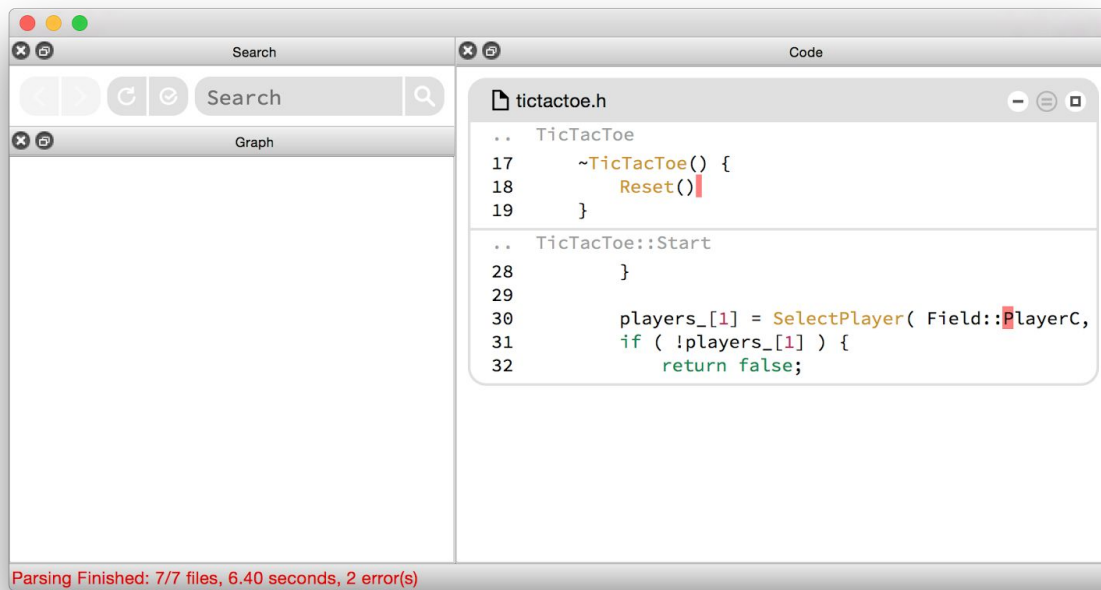 Search
Code
Search
tictactoe.h
Graph
.. TicTacToe
17 ~TicTacToe() {
18 Reset()
19 }
.. TicTacToe::Start
28 }
29
30 players_[1] = SelectPlayer( Field::PlayerC,
31 if ( !players_[1] ) {
32 return false;
Parsing Finished: 7/7 files, 6.40 seconds, 2 error(s)